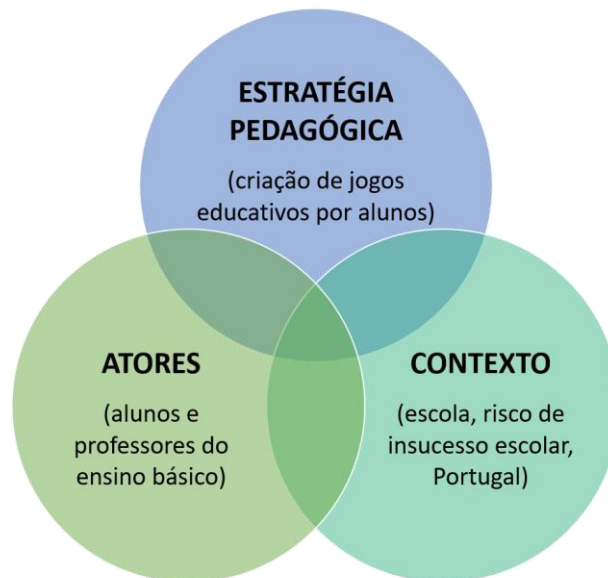 ESTRATÉGIA
PEDAGÓGICA
(criação de jogos
educativos por alunos)
ATORES
(alunos e
professores do
ensino básico)
CONTEXTO
(escola, risco de
insucesso escolar,
Portugal)